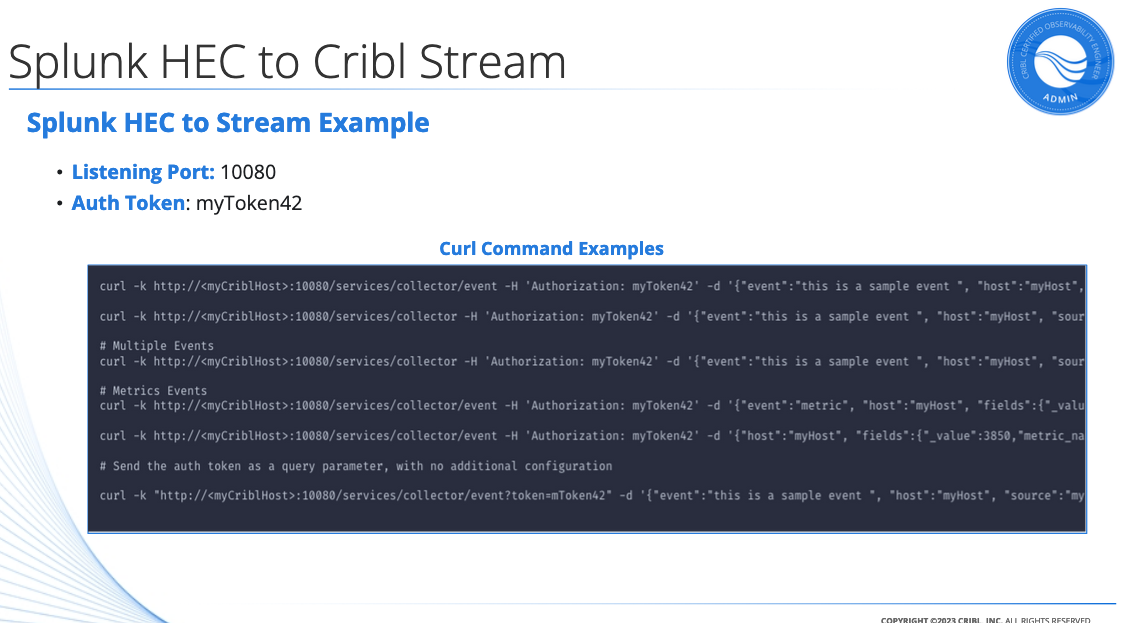 Splunk HEC to Cribl Stream
CRIBL CERTIFIED OBSERVABILITY ENGINEER
ADMIN
Splunk HEC to Stream Example
• Listening Port: 10080
• Auth Token: myToken42
Curl Command Examples
curl -k http://<myCriblHost>:10080/services/collector/event -H 'Authorization: myToken42' -d '{"event":"this is a sample event ", "host":"myHost",
curl -k http://<myCriblHost>:10080/services/collector -H 'Authorization: myToken42' -d '{"event":"this is a sample event ", "host":"myHost", "sour
# Multiple Events
curl -k http://<myCriblHost>:10080/services/collector -H 'Authorization: myToken42' -d '{"event":"this is a sample event ", "host":"myHost", "sour
# Metrics Events
curl -k http://<myCriblHost>:10080/services/collector/event -H 'Authorization: myToken42' -d '{"event":"metric", "host":"myHost", "fields":{"_valu
curl -k http://<myCriblHost>:10080/services/collector/event -H 'Authorization: myToken42' -d '{"host":"myHost", "fields":{"_value":3850,"metric_na
# Send the auth token as a query parameter, with no additional configuration
curl -k "http://<myCriblHost>:10080/services/collector/event?token=mToken42" -d '{"event":"this is a sample event ", "host":"myHost", "source":"my
COPYRIGHT ©2023 CRIBL, INC. ALL RIGHTS RESERVED